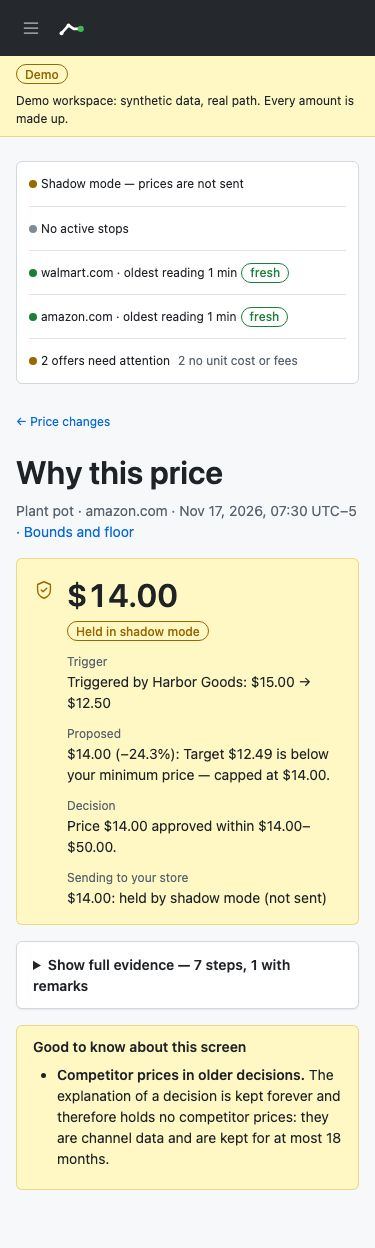 Demo
Demo workspace: synthetic data, real path. Every amount is
made up.
Shadow mode — prices are not sent
No active stops
walmart.com · oldest reading 1 min fresh
amazon.com · oldest reading 1 min fresh
2 offers need attention 2 no unit cost or fees
← Price changes
Why this price
Plant pot · amazon.com · Nov 17, 2026, 07:30 UTC−5
· Bounds and floor
$14.00
Held in shadow mode
Trigger
Triggered by Harbor Goods: $15.00 →
$12.50
Proposed
$14.00 (−24.3%): Target $12.49 is below
your minimum price — capped at $14.00.
Decision
Price $14.00 approved within $14.00–
$50.00.
Sending to your store
$14.00: held by shadow mode (not sent)
▶ Show full evidence — 7 steps, 1 with
remarks
Good to know about this screen
• Competitor prices in older decisions. The
explanation of a decision is kept forever and
therefore holds no competitor prices: they
are channel data and are kept for at most 18
months.